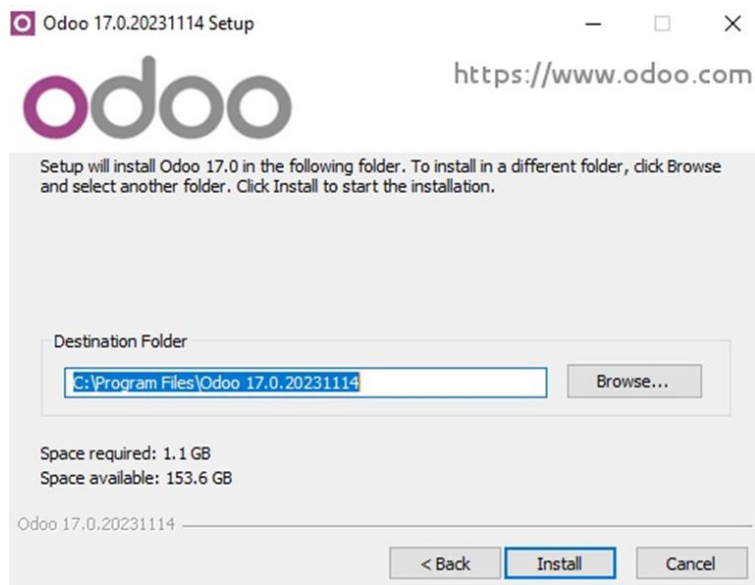 Odoo 17.0.20231114 Setup
odoo
https://www.odoo.com
Setup will install Odoo 17.0 in the following folder. To install in a different folder, click Browse
and select another folder. Click Install to start the installation.
Destination Folder
C:\Program Files\Odoo 17.0.20231114
Browse...
Space required: 1.1 GB
Space available: 153.6 GB
Odoo 17.0.20231114
< Back
Install
Cancel